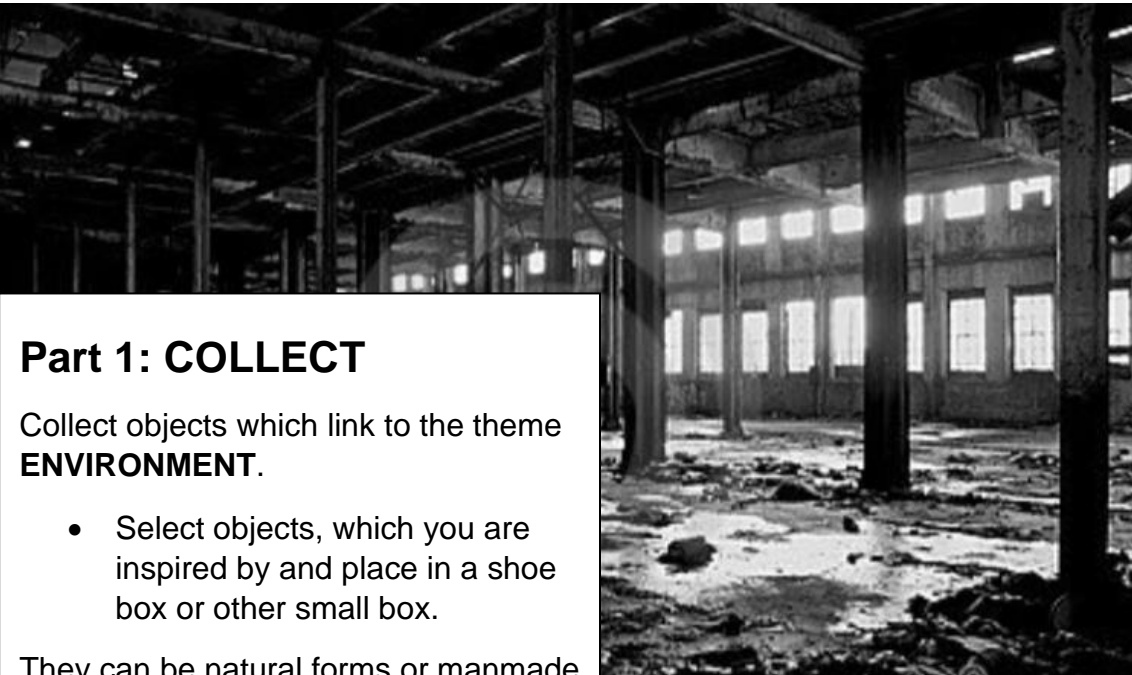 Part 1: COLLECT
Collect objects which link to the theme
ENVIRONMENT.
• Select objects, which you are
inspired by and place in a shoe
box or other small box.
They can be natural forms or manmade